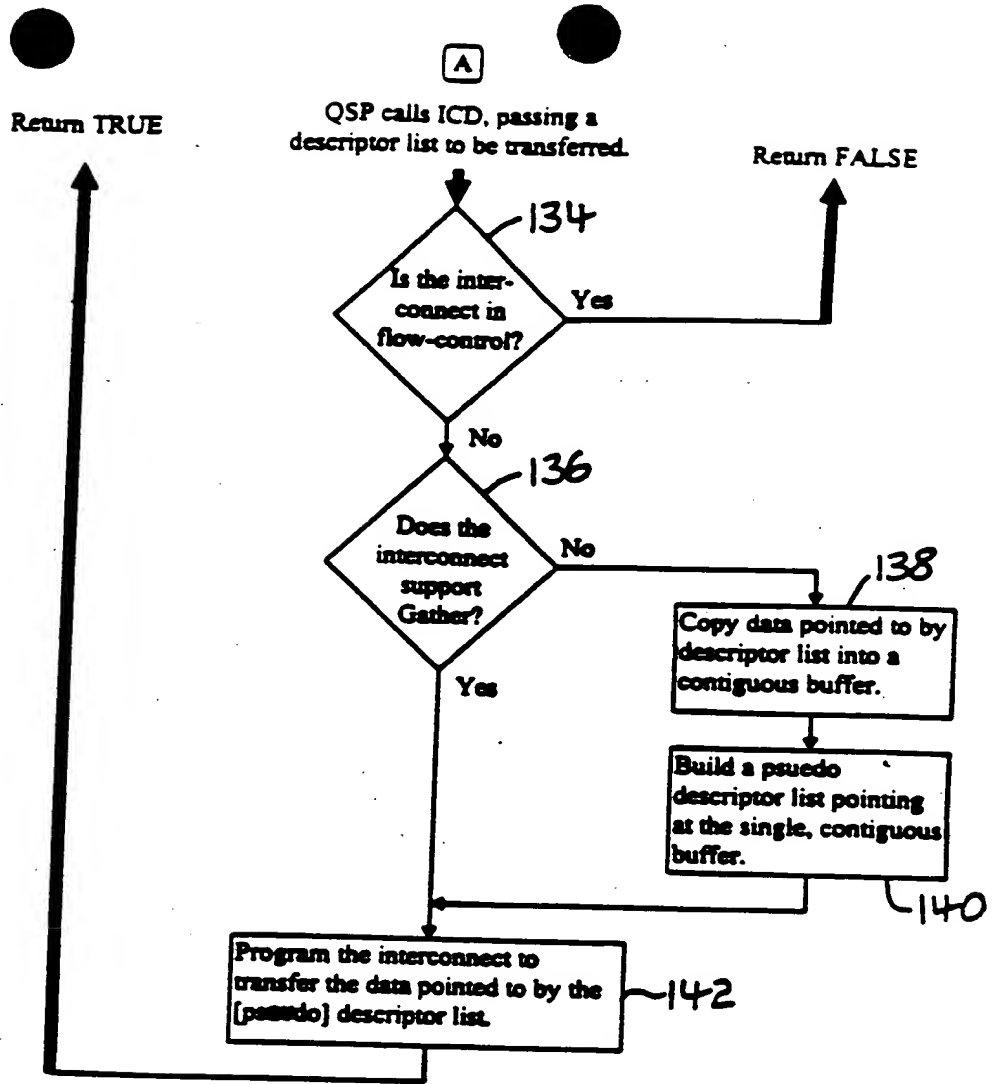 A
QSP calls ICD, passing a
descriptor list to be transferred.
Return TRUE
Return FALSE
134
Is the inter-
connect in
flow-control?
Yes
No
136
Does the
interconnect
support
Gather?
No
Yes
138
Copy data pointed to by
descriptor list into a
contiguous buffer.
Build a psuedo
descriptor list pointing
at the single, contiguous
buffer.
140
Program the interconnect to
transfer the data pointed to by the
[psuedo] descriptor list.
142